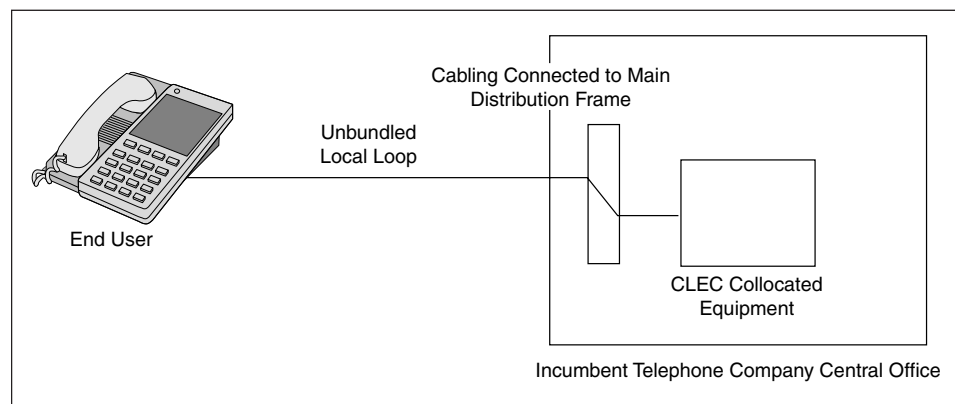 Cabling Connected to Main
Distribution Frame
Unbundled
Local Loop
End User
CLEC Collocated
Equipment
Incumbent Telephone Company Central Office